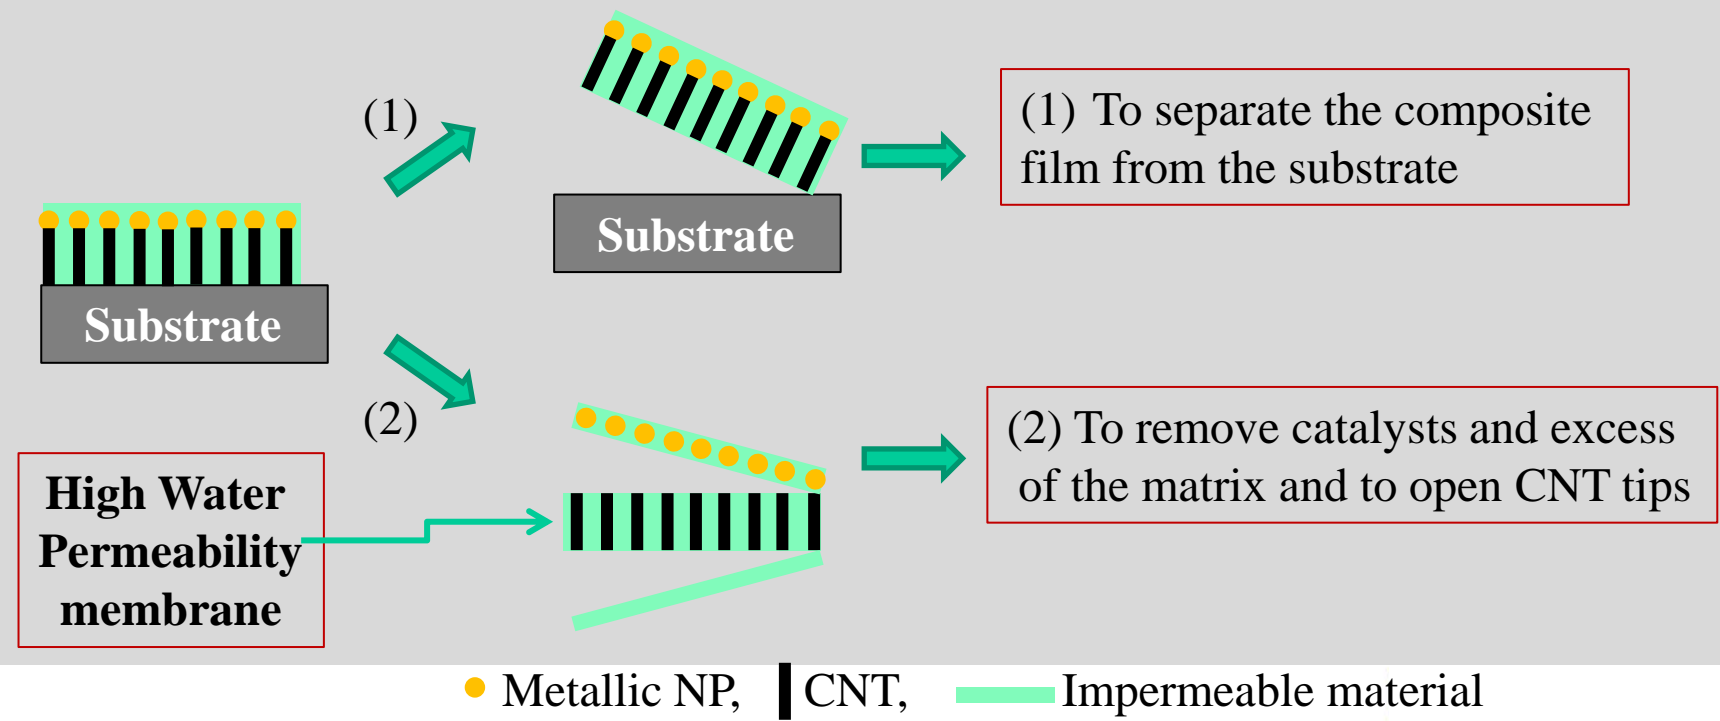 (1)
(1) To separate the composite
film from the substrate
Substrate
Substrate
(2)
(2) To remove catalysts and excess
of the matrix and to open CNT tips
High Water
Permeability
membrane
Metallic NP, CNT, Impermeable material